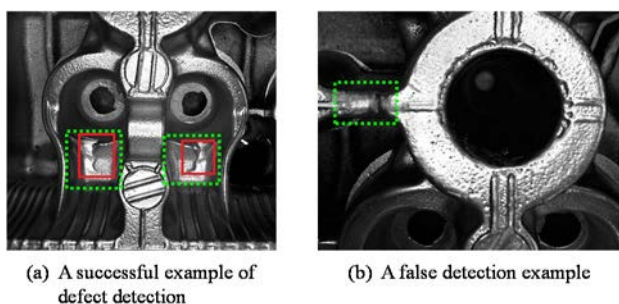 (a) A successful example of
defect detection
(b) A false detection example